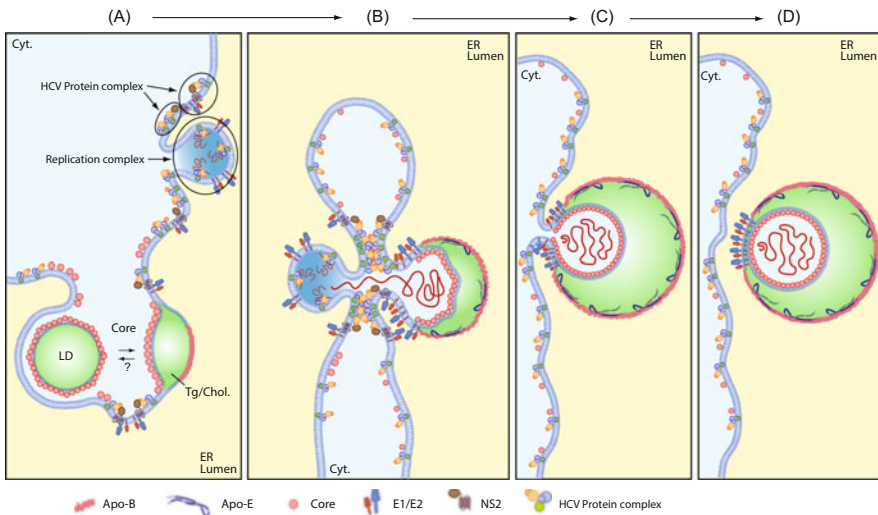 (A)
(B)
(C)
(D)
Cyt.
HCV Protein complex
Replication complex
LD
Core
?
Tg/Chol.
ER
Lumen
ER
Lumen
Cyt.
ER
Lumen
Cyt.
ER
Lumen
Cyt.
Apo-B
Apo-E
Core
E1/E2
NS2
HCV Protein complex